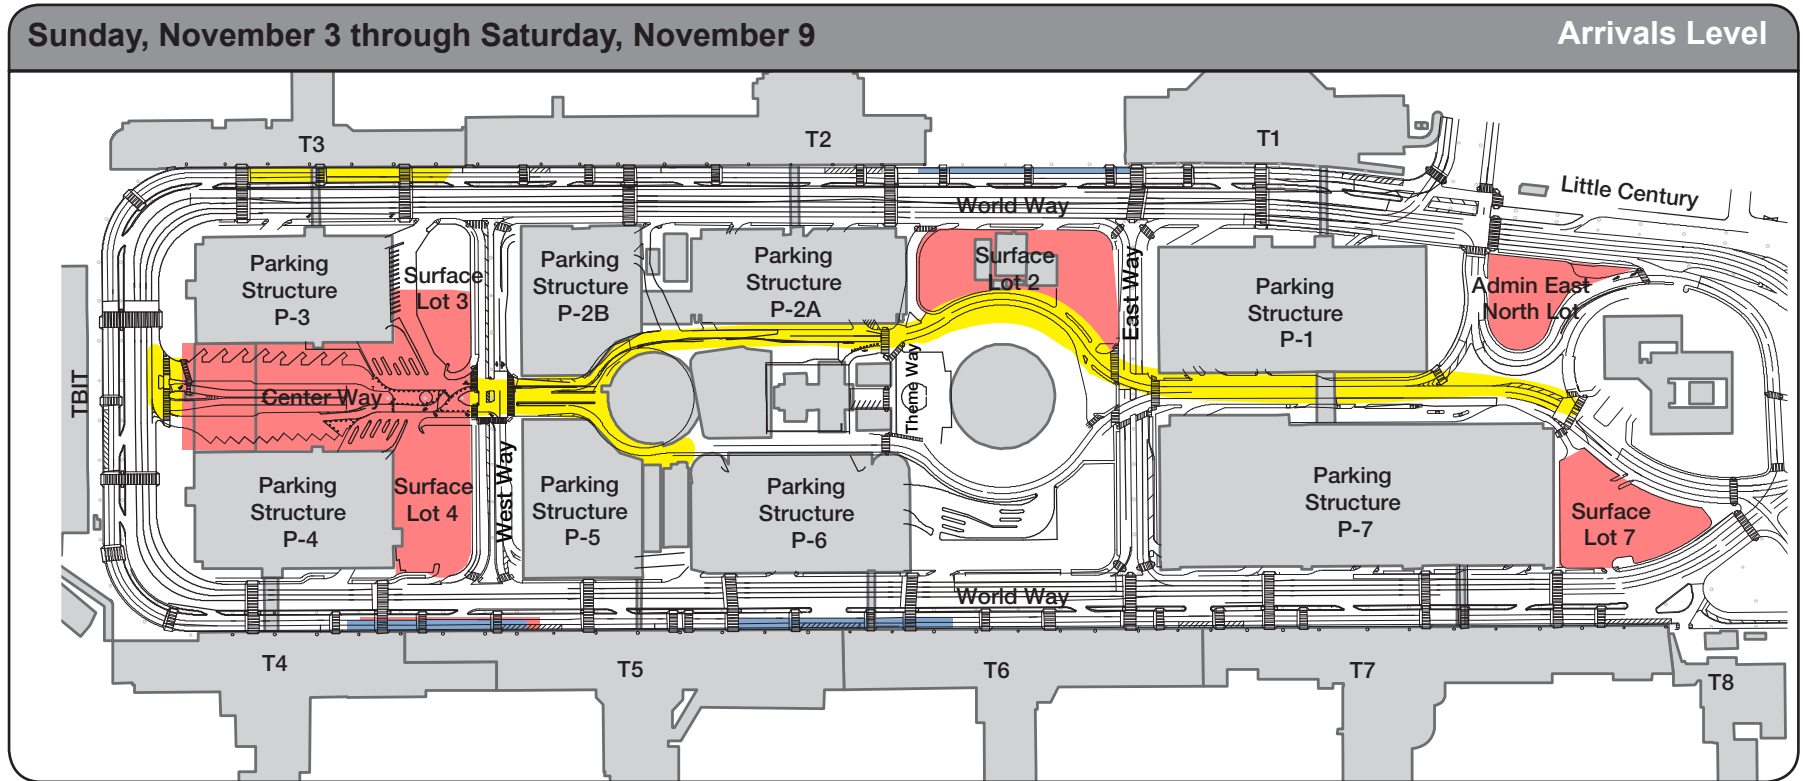 Sunday, November 3 through Saturday, November 9
Arrivals Level
T3
T2
T1
Little Century
World Way
Parking
Structure
P-3
Surface
Lot 3
Parking
Structure
P-2B
Parking
Structure
P-2A
Surface
Lot 2
East Way
Parking
Structure
P-1
Admin East
North Lot
TBIT
Center Way
Theme Way
West Way
Parking
Structure
P-4
Surface
Lot 4
Parking
Structure
P-5
Parking
Structure
P-6
Parking
Structure
P-7
Surface
Lot 7
World Way
T4
T5
T6
T7
T8